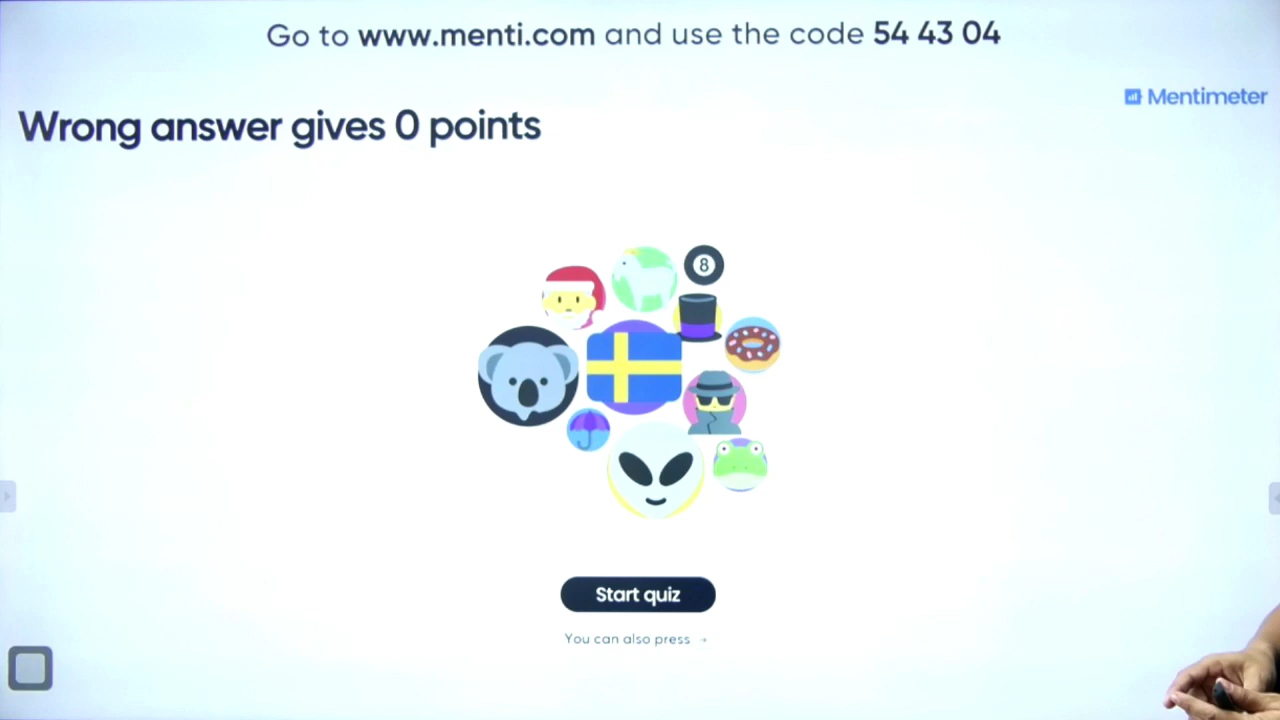 Go to www.menti.com and use the code 54 43 04
Mentimeter
Wrong answer gives 0 points
8
Start quiz
You can also press →